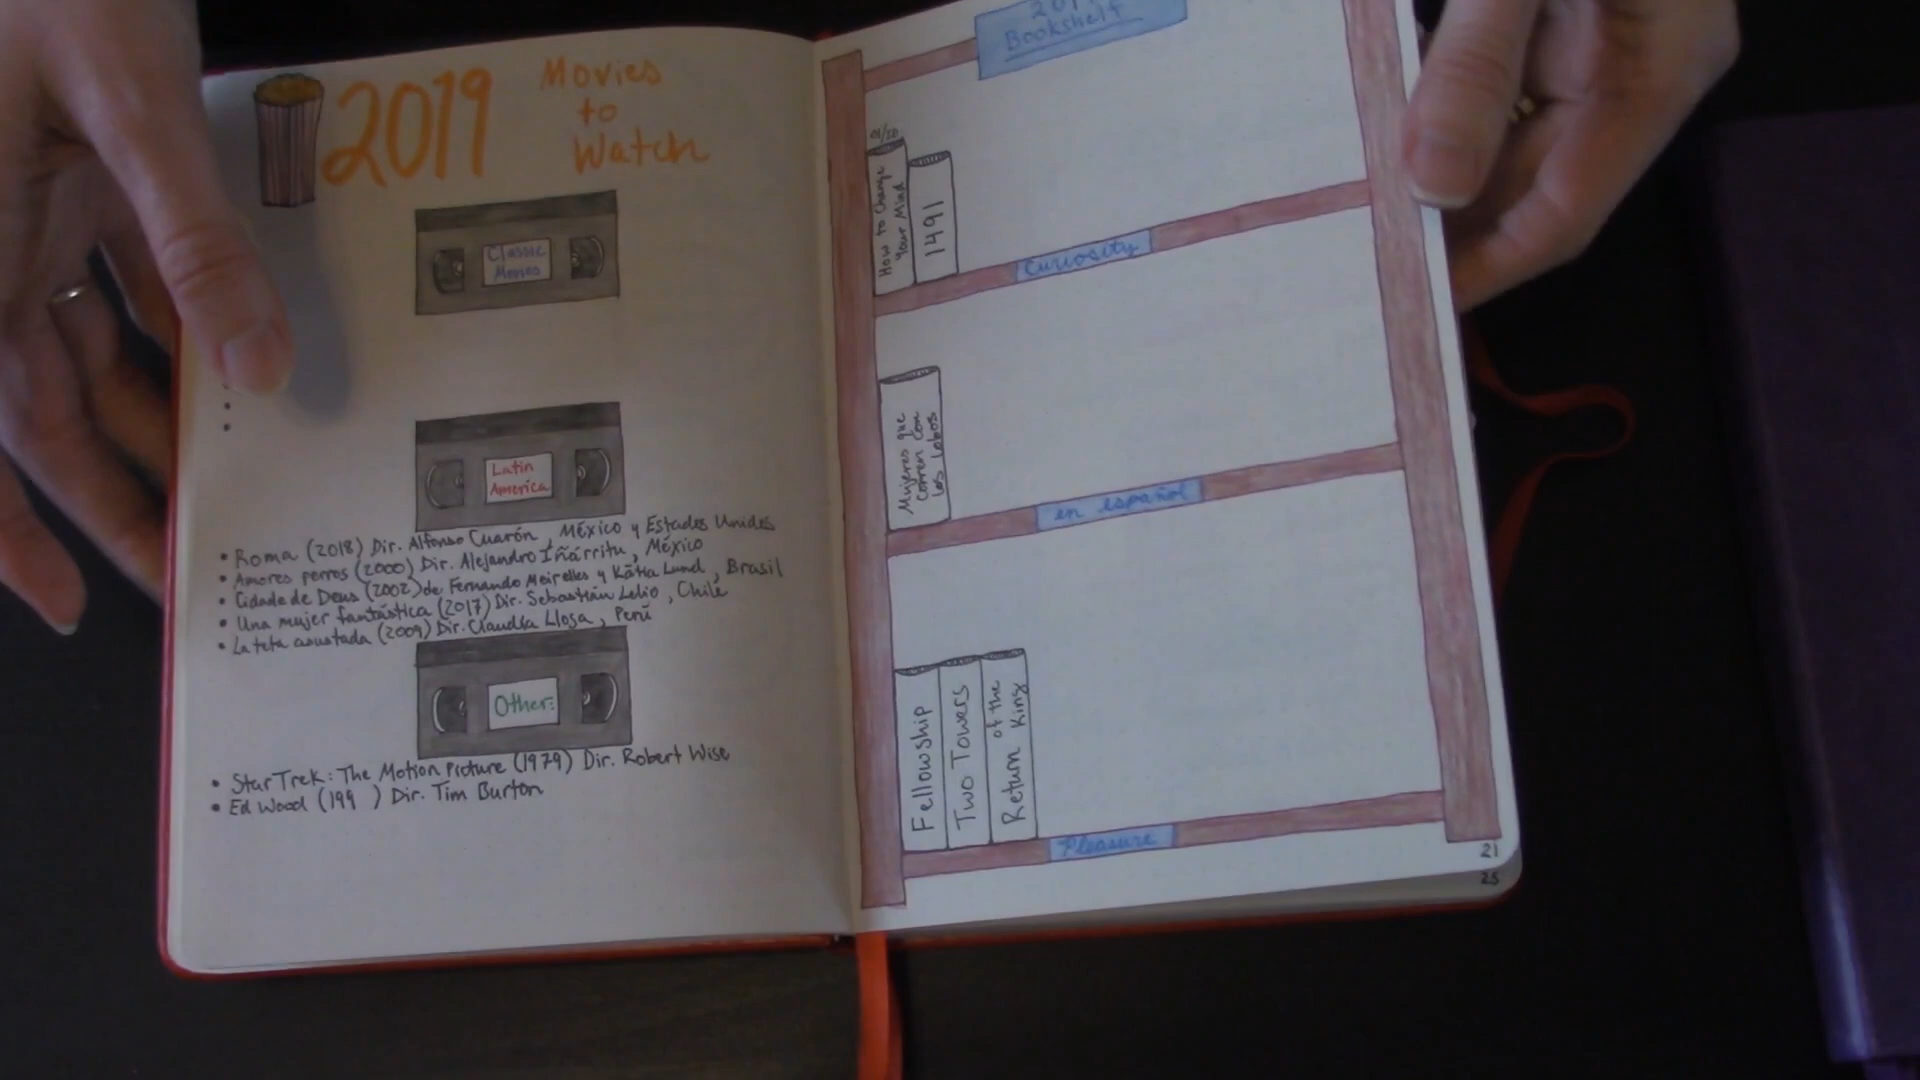 2019
Movies
to
Watch
Classic
Movies
Latin
America
• Roma (2018) Dir. Alfonso Cuarón, México y Estados Unidos
• Amores perros (2000) Dir. Alejandro Iñárritu, México
• Cidade de Deus (2002) de Fernando Meirelles y Kátia Lund, Brasil
• Una mujer fantástica (2017) Dir. Sebastián Lelio, Chile
• La teta asustada (2009) Dir. Claudia Llosa, Perú
Other:
• Star Trek: The Motion Picture (1979) Dir. Robert Wise
• Ed Wood (199 ) Dir. Tim Burton
Bookshelf
How to Change
Your Mind
1491
Curiosity
Mujeres que
corren con
los lobos
en español
Fellowship
Two Towers
Return of the
King
Pleasure
21
25